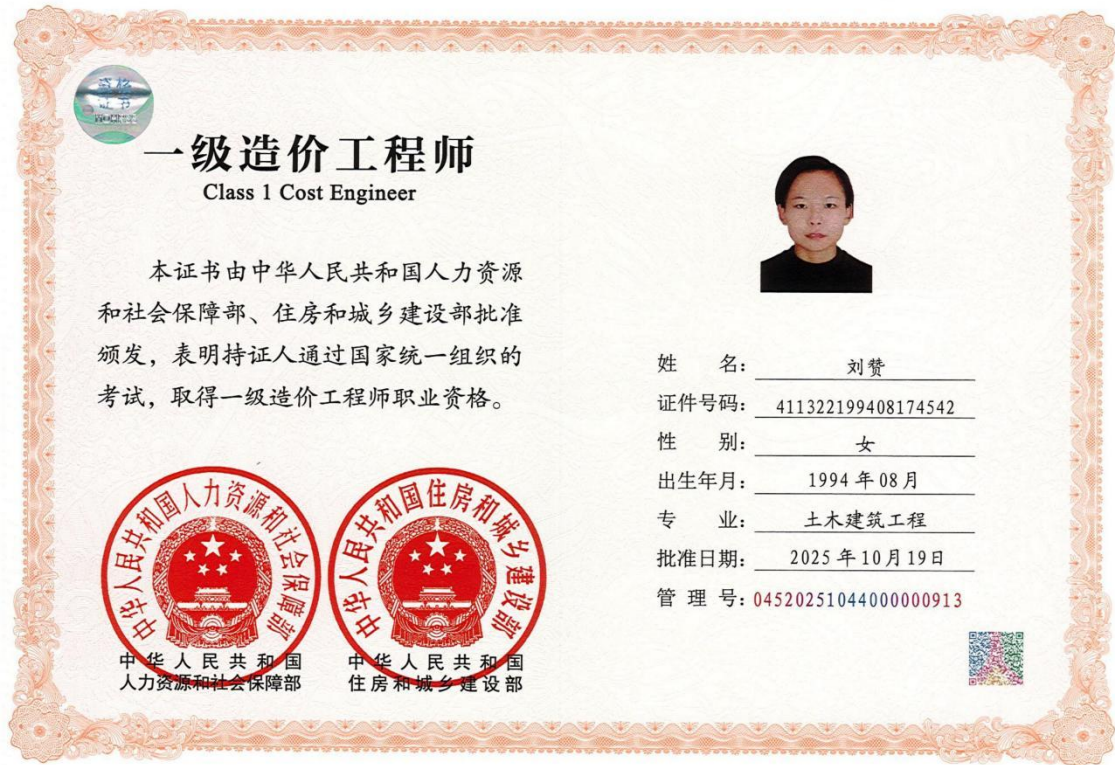 资格
证书
一级造价工程师
Class 1 Cost Engineer
本证书由中华人民共和国人力资源
和社会保障部、住房和城乡建设部批准
颁发，表明持证人通过国家统一组织的
考试，取得一级造价工程师职业资格。
中华人民共和国人力资源和社会保障部
中华人民共和国住房和城乡建设部
中华人民共和国
人力资源和社会保障部
中华人民共和国
住房和城乡建设部
姓 名： 刘赞
证件号码： 411322199408174542
性 别： 女
出生年月： 1994年08月
专 业： 土木建筑工程
批准日期： 2025年10月19日
管 理 号： 04520251044000000913